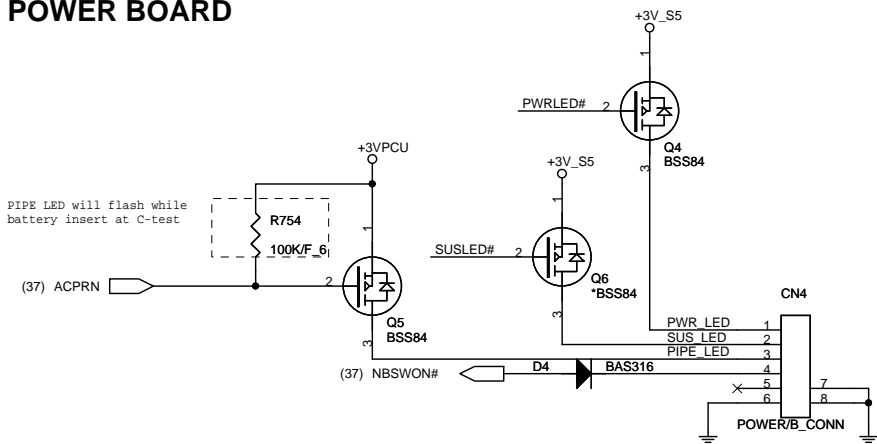 POWER BOARD
+3V_S5
1
PWRLED# 2
Q4
BSS84
3
+3VPCU
+3V_S5
PIPE LED will flash while
battery insert at C-test
R754
100K/F_6
1
1
SUSLED# 2
Q6
*BSS84
3
(37) ACPRN
2
Q5
BSS84
3
CN4
PWR_LED 1
SUS_LED 2
PIPE_LED 3
(37) NBSWON#
D4
BAS316
4
5
6
7
8
POWER/B_CONN